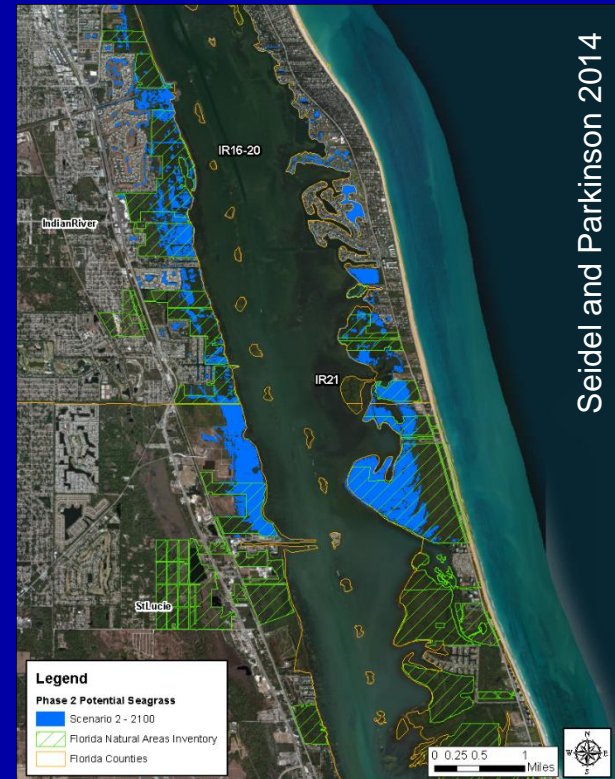 Seidel and Parkinson 2014
IR16-20
IndianRiver
IR21
StLucie
Legend
Phase 2 Potential Seagrass
Scenario 2 - 2100
Florida Natural Areas Inventory
Florida Counties
0 0.25 0.5 1
Miles
N
W E
S